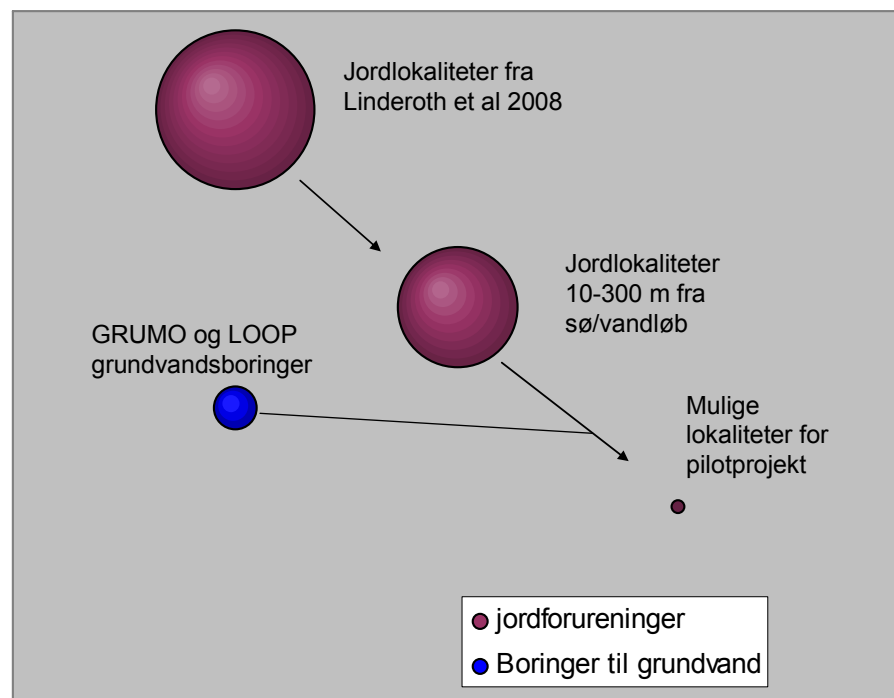 Jordlokaliteter fra
Linderoth et al 2008
Jordlokaliteter
10-300 m fra
sø/vandløb
GRUMO og LOOP
grundvandsboringer
Mulige
lokaliteter for
pilotprojekt
jordforureninger
Boringer til grundvand